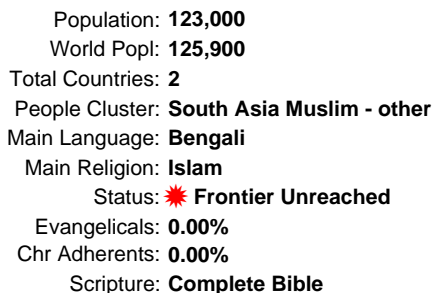 Population: 123,000
World Popl: 125,900
Total Countries: 2
People Cluster: South Asia Muslim - other
Main Language: Bengali
Main Religion: Islam
Status: Frontier Unreached
Evangelicals: 0.00%
Chr Adherents: 0.00%
Scripture: Complete Bible